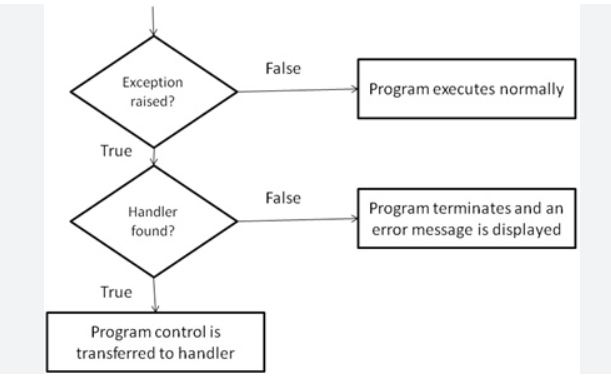 Exception
raised?
False
Program executes normally
True
Handler
found?
False
Program terminates and an
error message is displayed
True
Program control is
transferred to handler